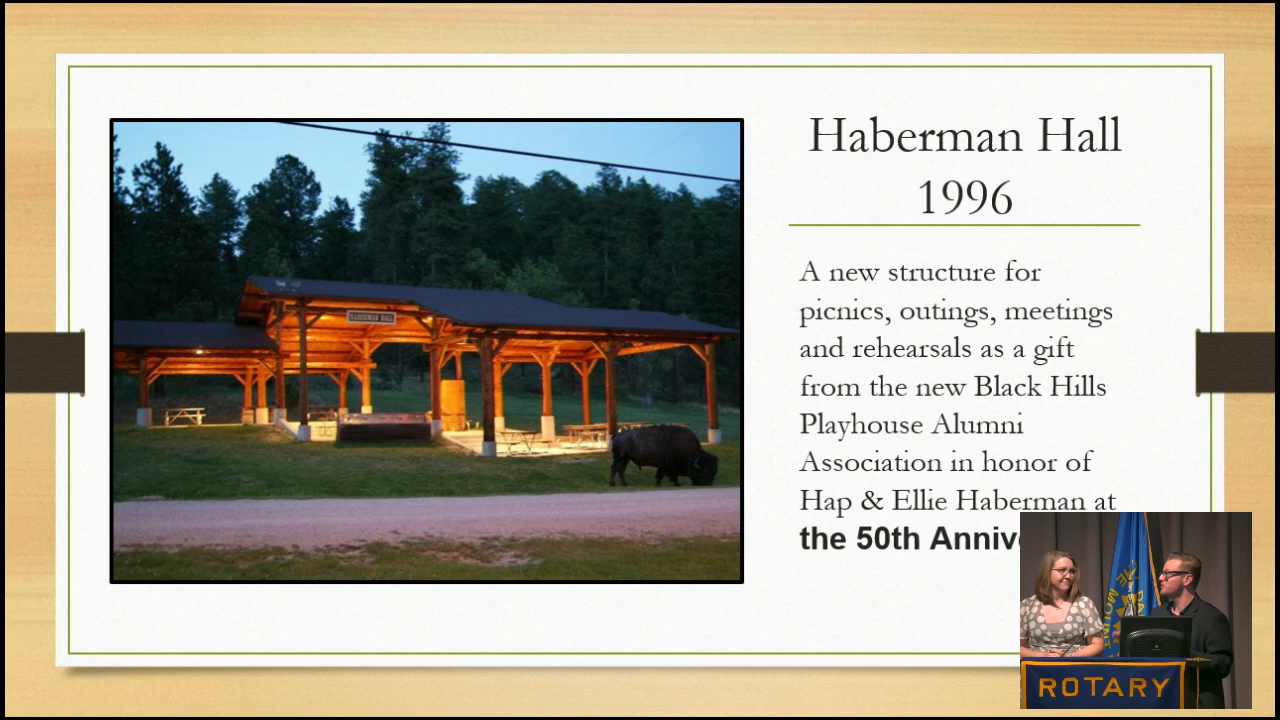 Haberman Hall
1996
A new structure for
picnics, outings, meetings
and rehearsals as a gift
from the new Black Hills
Playhouse Alumni
Association in honor of
Hap & Ellie Haberman at
the 50th
HABERMAN HALL
ROTARY